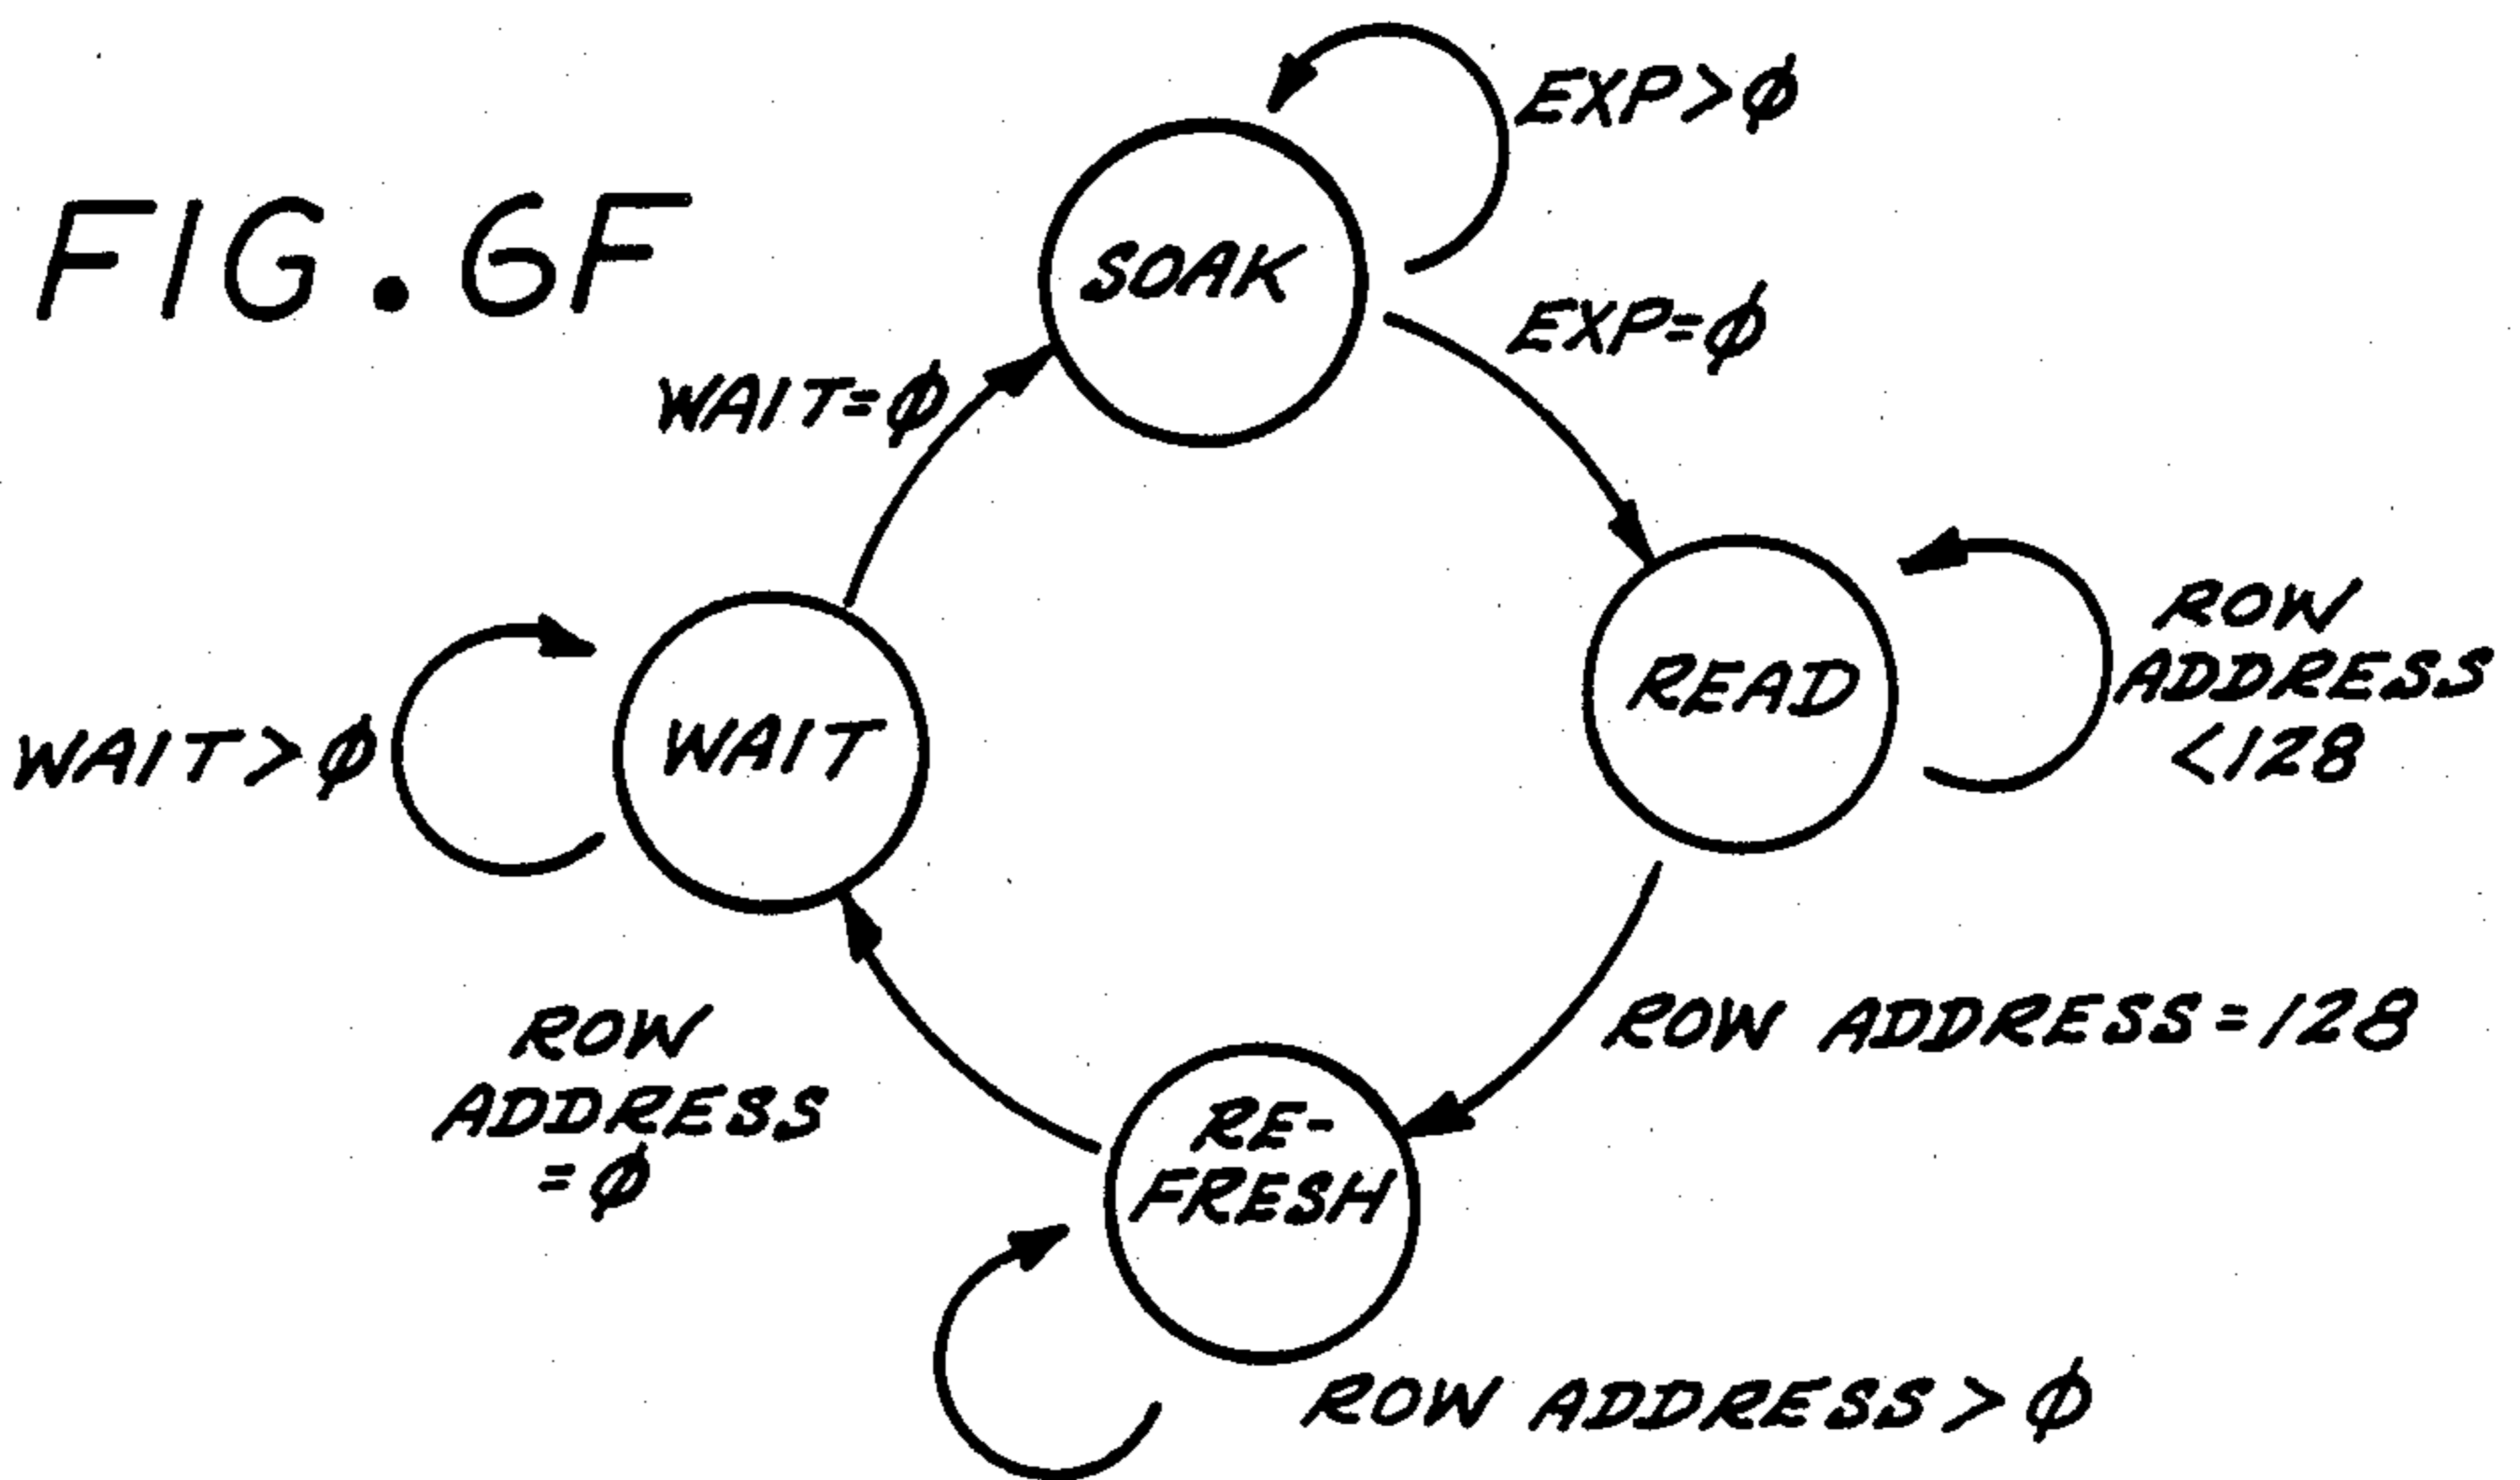 FIG. 6F
EXP>φ
SOAK
EXP=φ
WAIT=φ
ROW
ADDRESS
<128
READ
WAIT
WAIT>φ
ROW ADDRESS=128
ROW
ADDRESS
=φ
RE-
FRESH
ROW ADDRESS>φ